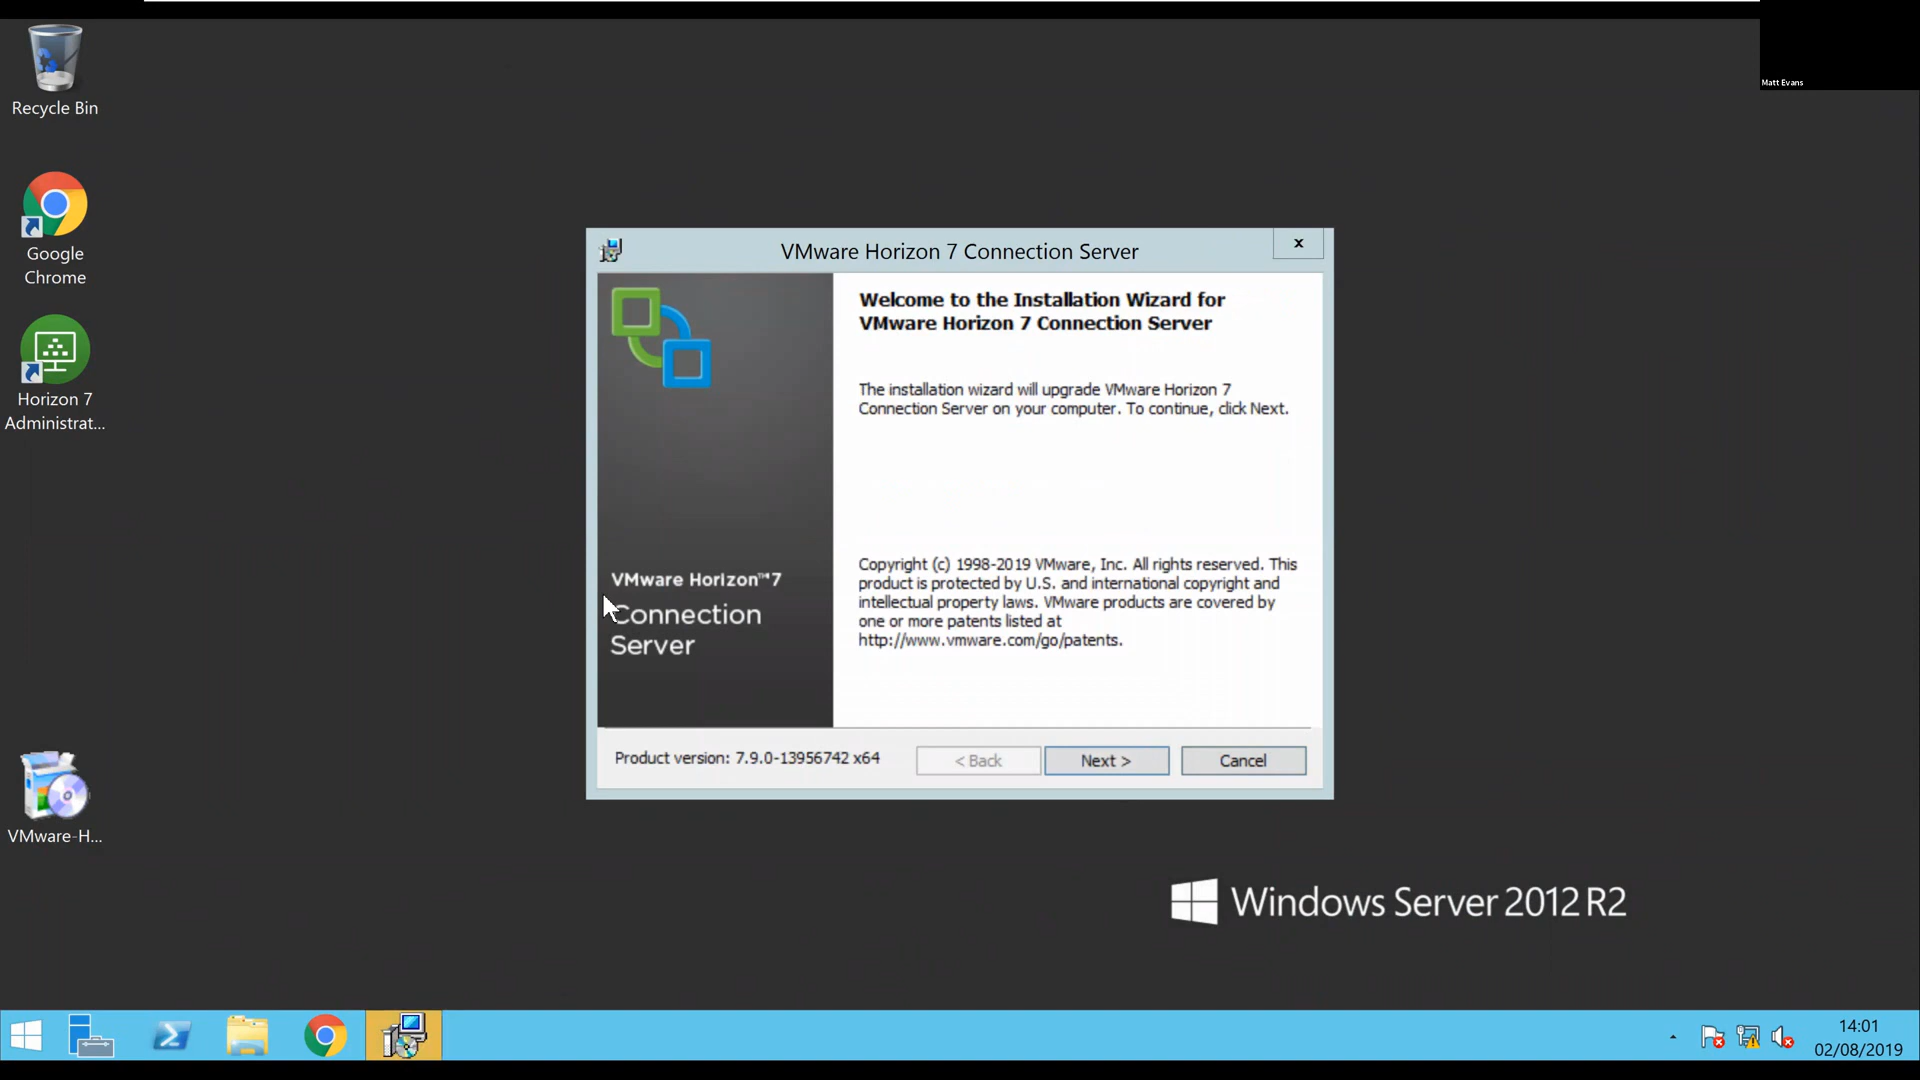 Matt Evans
Recycle Bin
Google
Chrome
Horizon 7
Administrat...
VMware-H...
VMware Horizon 7 Connection Server
x
Welcome to the Installation Wizard for
VMware Horizon 7 Connection Server
The installation wizard will upgrade VMware Horizon 7
Connection Server on your computer. To continue, click Next.
Copyright (c) 1998-2019 VMware, Inc. All rights reserved. This
product is protected by U.S. and international copyright and
intellectual property laws. VMware products are covered by
one or more patents listed at
http://www.vmware.com/go/patents.
VMware Horizon™7
Connection
Server
Product version: 7.9.0-13956742 x64
< Back
Next >
Cancel
Windows Server 2012 R2
14:01
02/08/2019